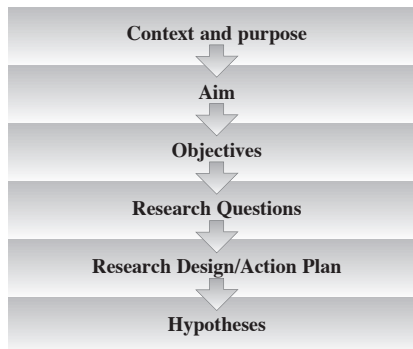 Context and purpose
Aim
Objectives
Research Questions
Research Design/Action Plan
Hypotheses